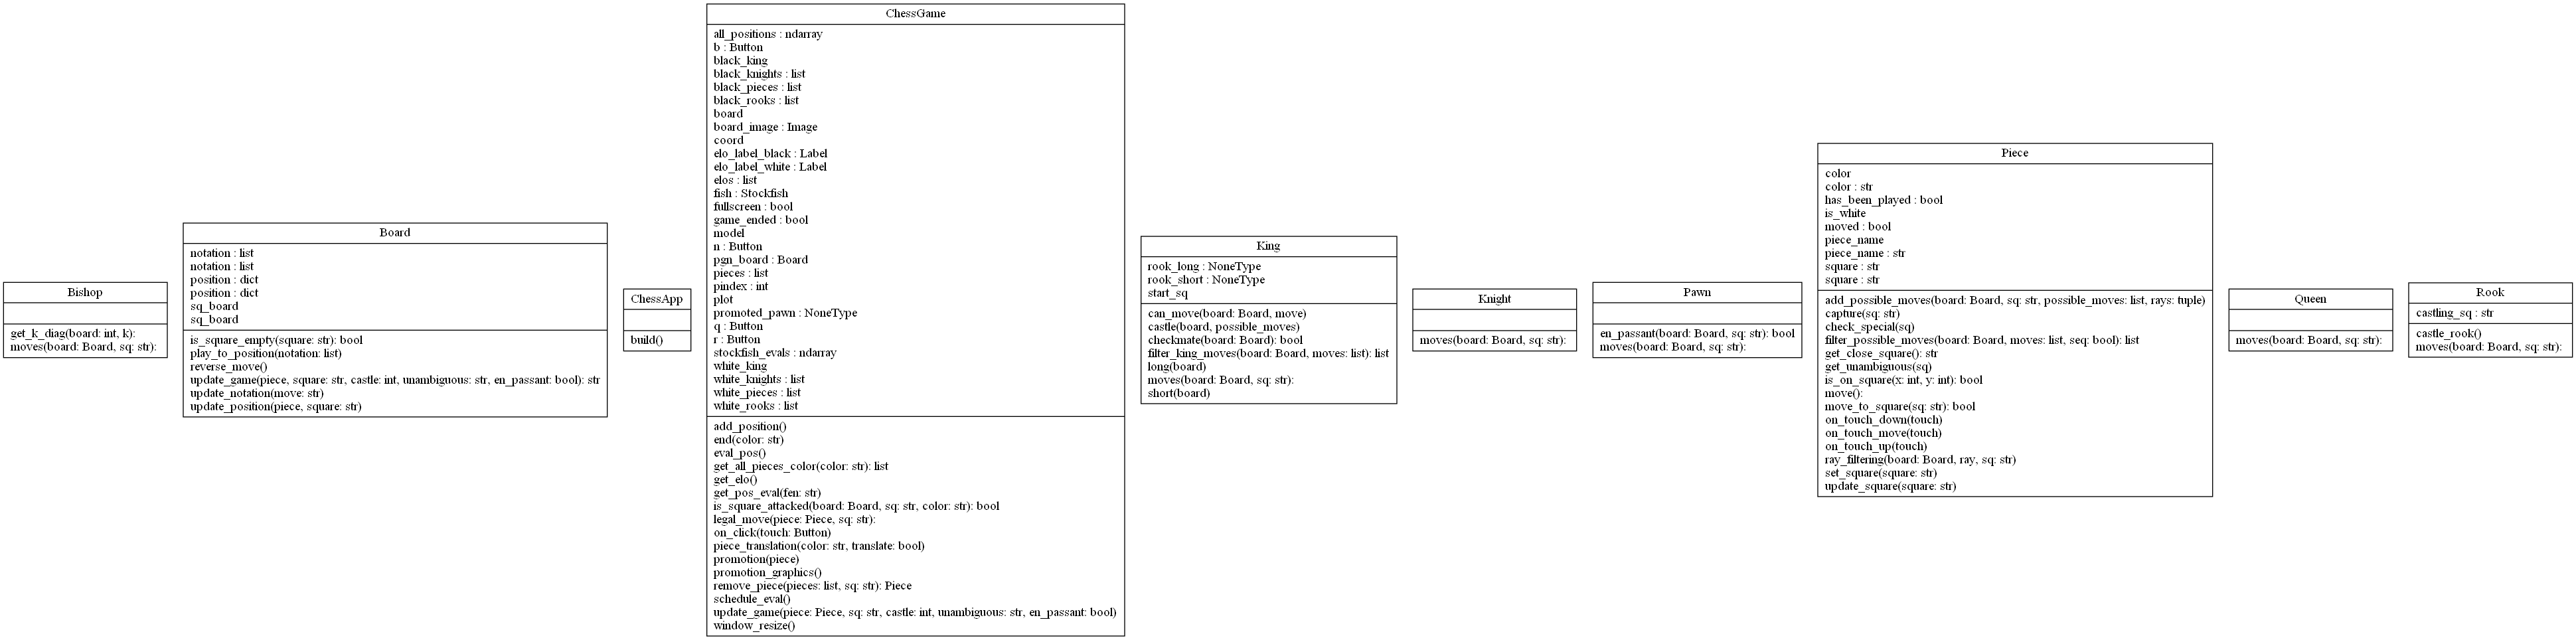 Bishop
get_k_diag(board: int, k):
moves(board: Board, sq: str):
Board
notation : list
notation : list
position : dict
position : dict
sq_board
sq_board
is_square_empty(square: str): bool
play_to_position(notation: list)
reverse_move()
update_game(piece, square: str, castle: int, unambiguous: str, en_passant: bool): str
update_notation(move: str)
update_position(piece, square: str)
ChessApp
build()
ChessGame
all_positions : ndarray
b : Button
black_king
black_knights : list
black_pieces : list
black_rooks : list
board
board_image : Image
coord
elo_label_black : Label
elo_label_white : Label
elos : list
fish : Stockfish
fullscreen : bool
game_ended : bool
model
n : Button
pgn_board : Board
pieces : list
pindex : int
plot
promoted_pawn : NoneType
q : Button
r : Button
stockfish_evals : ndarray
white_king
white_knights : list
white_pieces : list
white_rooks : list
add_position()
end(color: str)
eval_pos()
get_all_pieces_color(color: str): list
get_elo()
get_pos_eval(fen: str)
is_square_attacked(board: Board, sq: str, color: str): bool
legal_move(piece: Piece, sq: str):
on_click(touch: Button)
piece_translation(color: str, translate: bool)
promotion(piece)
promotion_graphics()
remove_piece(pieces: list, sq: str): Piece
schedule_eval()
update_game(piece: Piece, sq: str, castle: int, unambiguous: str, en_passant: bool)
window_resize()
King
rook_long : NoneType
rook_short : NoneType
start_sq
can_move(board: Board, move)
castle(board, possible_moves)
checkmate(board: Board): bool
filter_king_moves(board: Board, moves: list): list
long(board)
moves(board: Board, sq: str):
short(board)
Knight
moves(board: Board, sq: str):
Pawn
en_passant(board: Board, sq: str): bool
moves(board: Board, sq: str):
Piece
color
color : str
has_been_played : bool
is_white
moved : bool
piece_name
piece_name : str
square : str
square : str
add_possible_moves(board: Board, sq: str, possible_moves: list, rays: tuple)
capture(sq: str)
check_special(sq)
filter_possible_moves(board: Board, moves: list, seq: bool): list
get_close_square(): str
get_unambiguous(sq)
is_on_square(x: int, y: int): bool
move():
move_to_square(sq: str): bool
on_touch_down(touch)
on_touch_move(touch)
on_touch_up(touch)
ray_filtering(board: Board, ray, sq: str)
set_square(square: str)
update_square(square: str)
Queen
moves(board: Board, sq: str):
Rook
castling_sq : str
castle_rook()
moves(board: Board, sq: str):